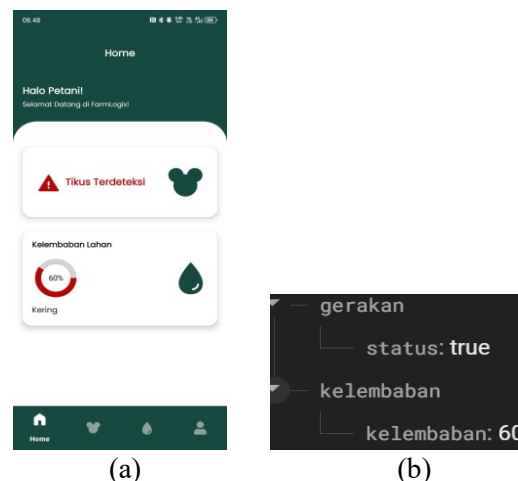 08.48
Home
Halo Petani!
Selamat Datang di FarmLogix!
Tikus Terdeteksi
Kelembaban Lahan
60%
Kering
Home
(a)
gerakan
status: true
kelembaban
kelembaban: 60
(b)